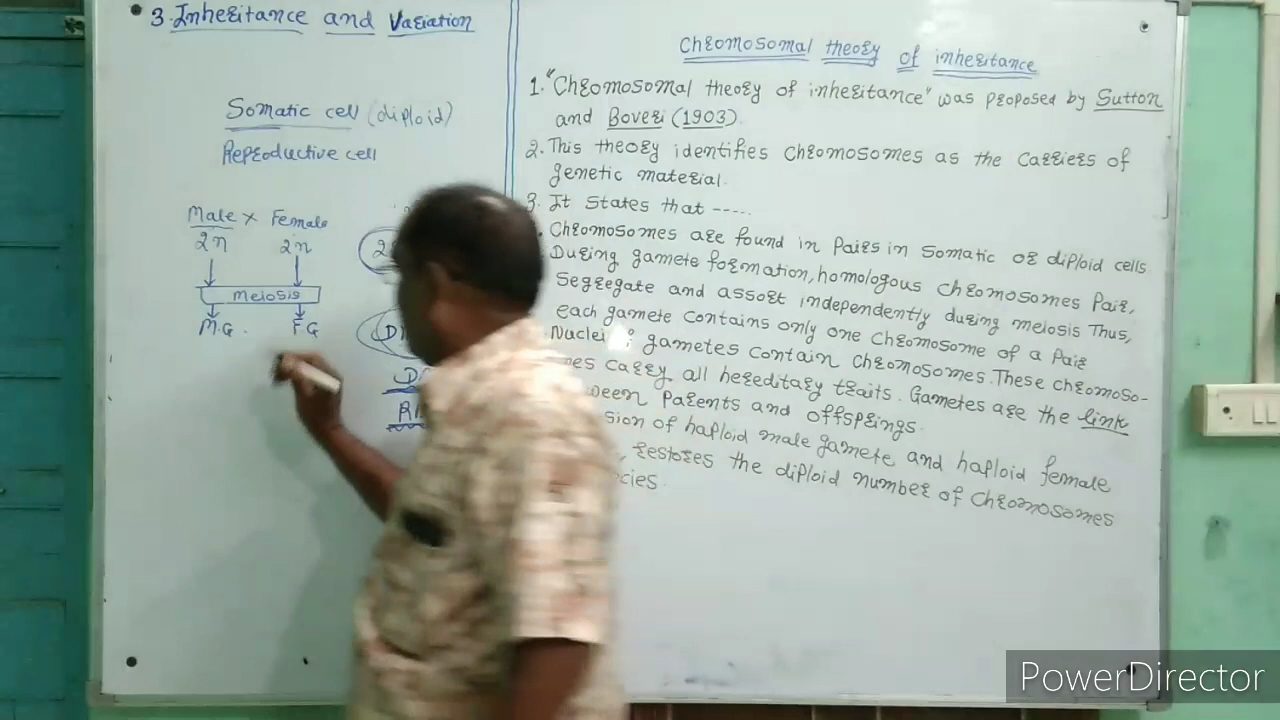 3. Inheritance and Variation
Somatic cell (diploid)
Reproductive cell
Male x Female
2n 2n
Meiosis
M.G. F G
Chromosomal theory of inheritance
1. "Chromosomal theory of inheritance" was proposed by Sutton
and Boveri (1903).
2. This theory identifies chromosomes as the carriers of
genetic material.
3. It states that -----
Chromosomes are found in pairs in somatic or diploid cells
During gamete formation, homologous chromosomes pair,
segregate and assort independently during meiosis Thus,
each gamete contains only one chromosome of a pair
Nuclei gametes contain chromosomes. These chromoso-
mes carry all hereditary traits. Gametes are the link
Parents and offsprings.
sion of haploid male gamete and haploid female
restores the diploid number of chromosomes
PowerDirector